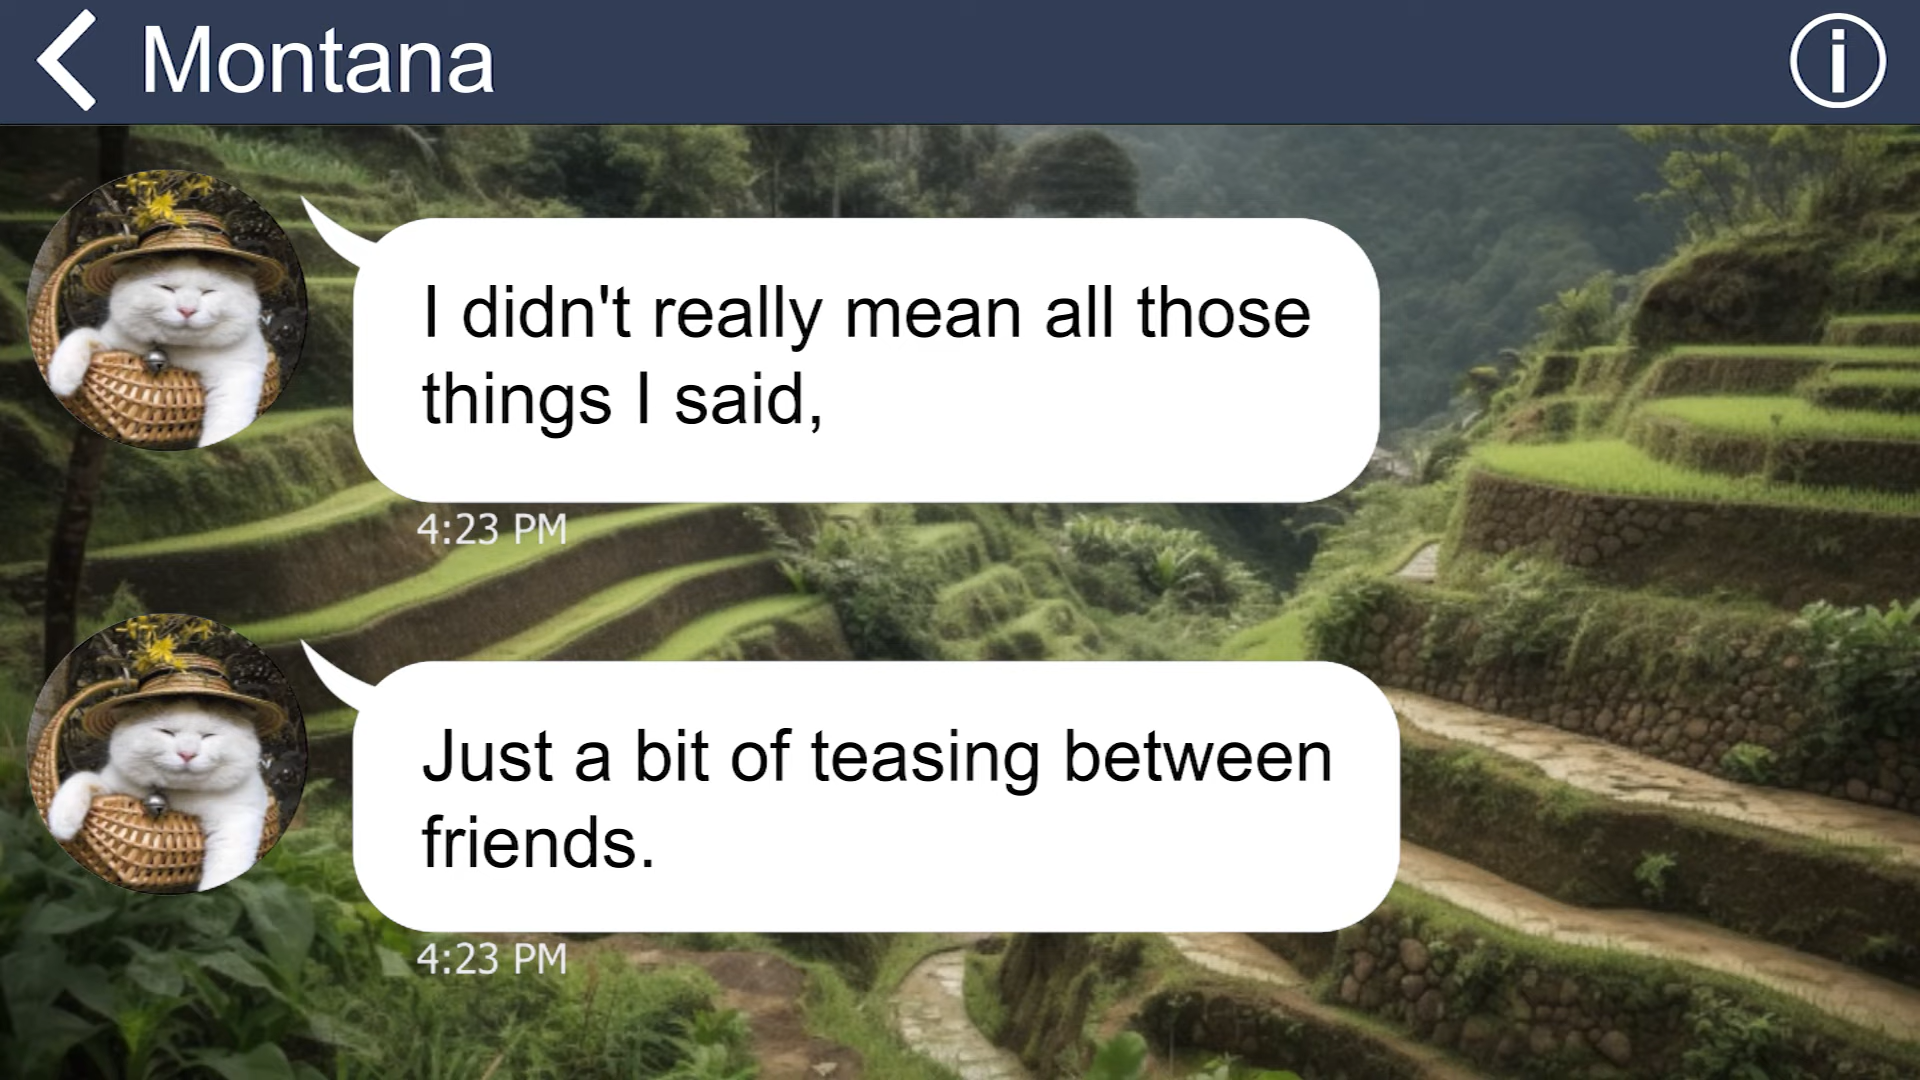 Montana
I didn't really mean all those
things I said,
4:23 PM
Just a bit of teasing between
friends.
4:23 PM